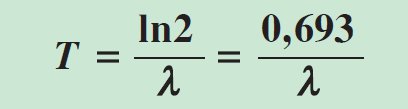 T = ln2/λ = 0,693/λ